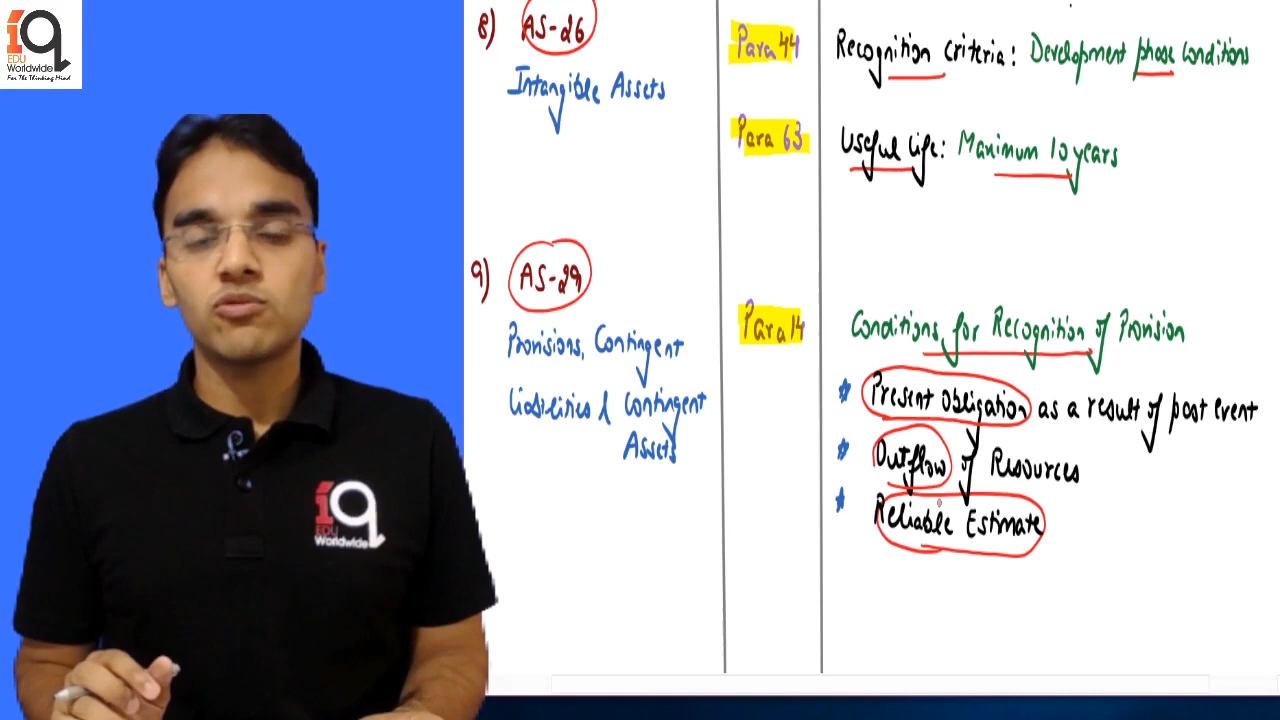 iq
EDU
Worldwide
For The Thinking Mind
8) AS-26
Intangible Assets
Para 44
Recognition criteria: Development phase conditions
Para 63
Useful life: Maximum 10 years
9) AS-29
Provisions, Contingent
Liabilities & Contingent
Assets
Para 14
Conditions for Recognition of Provision
* Present obligation as a result of past event
* Outflow of Resources
* Reliable Estimate
iq
EDU
Worldwide